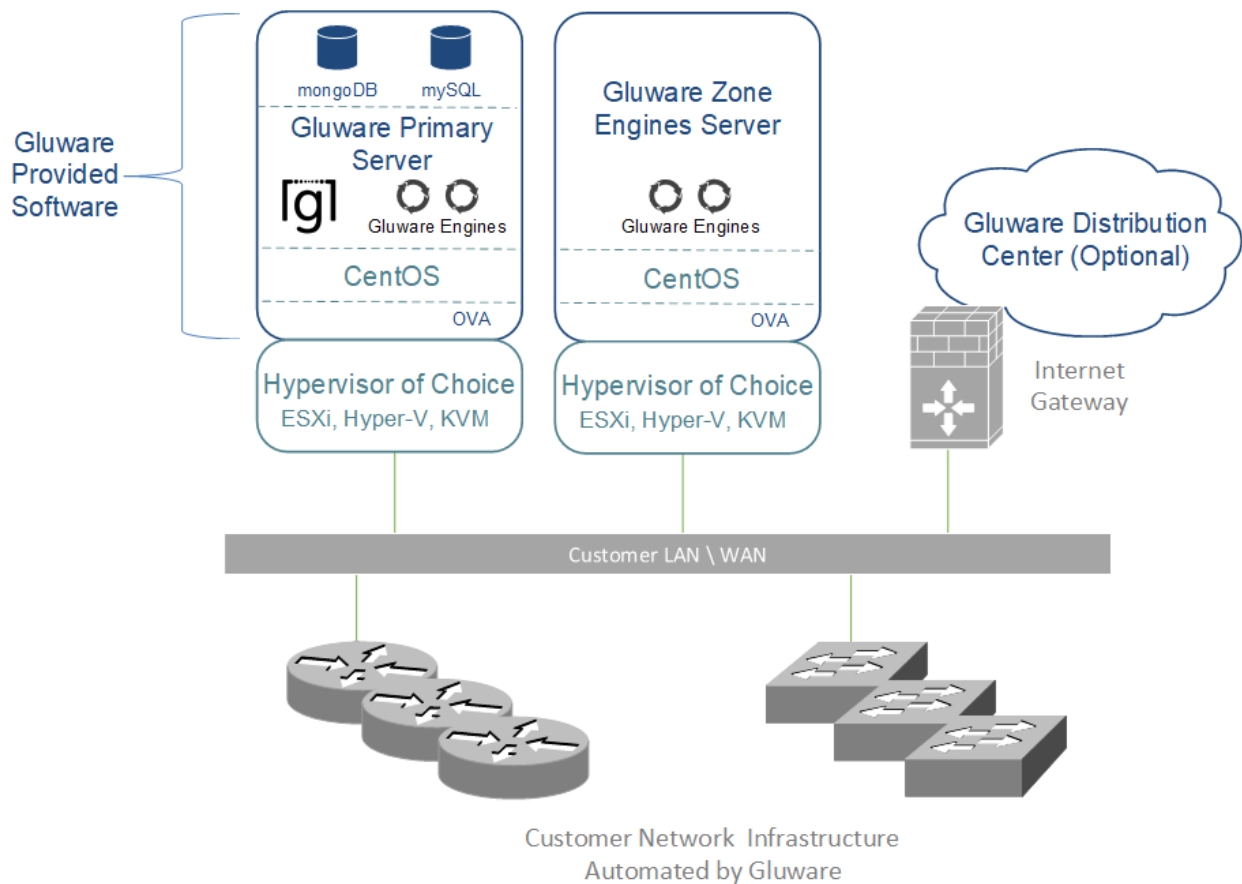 mongoDB
mySQL
Gluware Primary
Server
[g]
Gluware Engines
CentOS
OVA
Hypervisor of Choice
ESXi, Hyper-V, KVM
Gluware
Provided
Software
Gluware Zone
Engines Server
Gluware Engines
CentOS
OVA
Hypervisor of Choice
ESXi, Hyper-V, KVM
Gluware Distribution
Center (Optional)
Internet
Gateway
Customer LAN \ WAN
Customer Network Infrastructure
Automated by Gluware